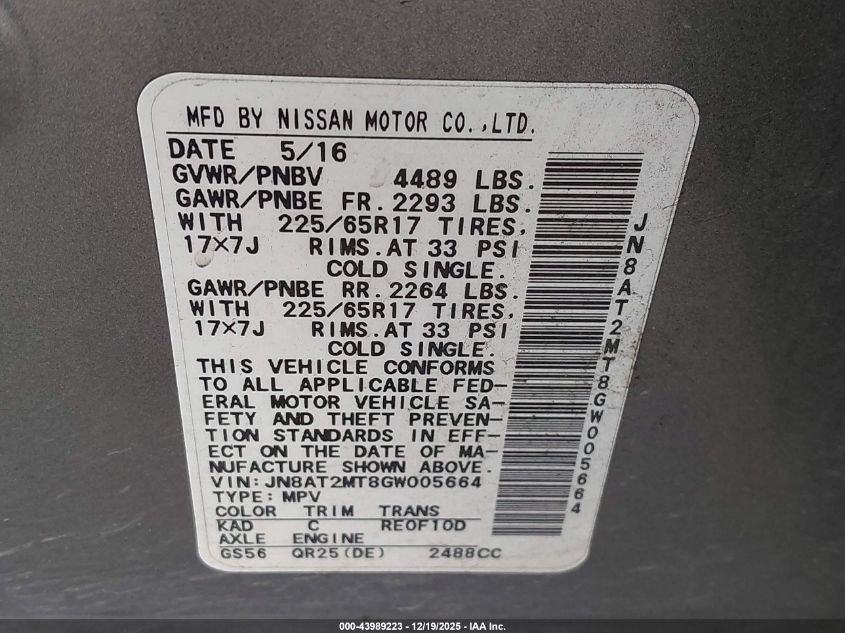 MFD BY NISSAN MOTOR CO.,LTD.
DATE 5/16
GVWR/PNBV 4489 LBS.
GAWR/PNBE FR. 2293 LBS.
WITH 225/65R17 TIRES,
17×7J RIMS.AT 33 PSI
COLD SINGLE.
GAWR/PNBE RR. 2264 LBS.
WITH 225/65R17 TIRES,
17×7J RIMS.AT 33 PSI
COLD SINGLE.
THIS VEHICLE CONFORMS
TO ALL APPLICABLE FED-
ERAL MOTOR VEHICLE SA-
FETY AND THEFT PREVEN-
TION STANDARDS IN EFF-
ECT ON THE DATE OF MA-
NUFACTURE SHOWN ABOVE.
VIN:JN8AT2MT8GW005664
TYPE:MPV
COLOR TRIM TRANS
KAD C RE0F10D
AXLE ENGINE
GS56 QR25(DE) 2488CC
JN8AT2MT8GW005664
000-43989223 - 12/19/2025 - IAA Inc.